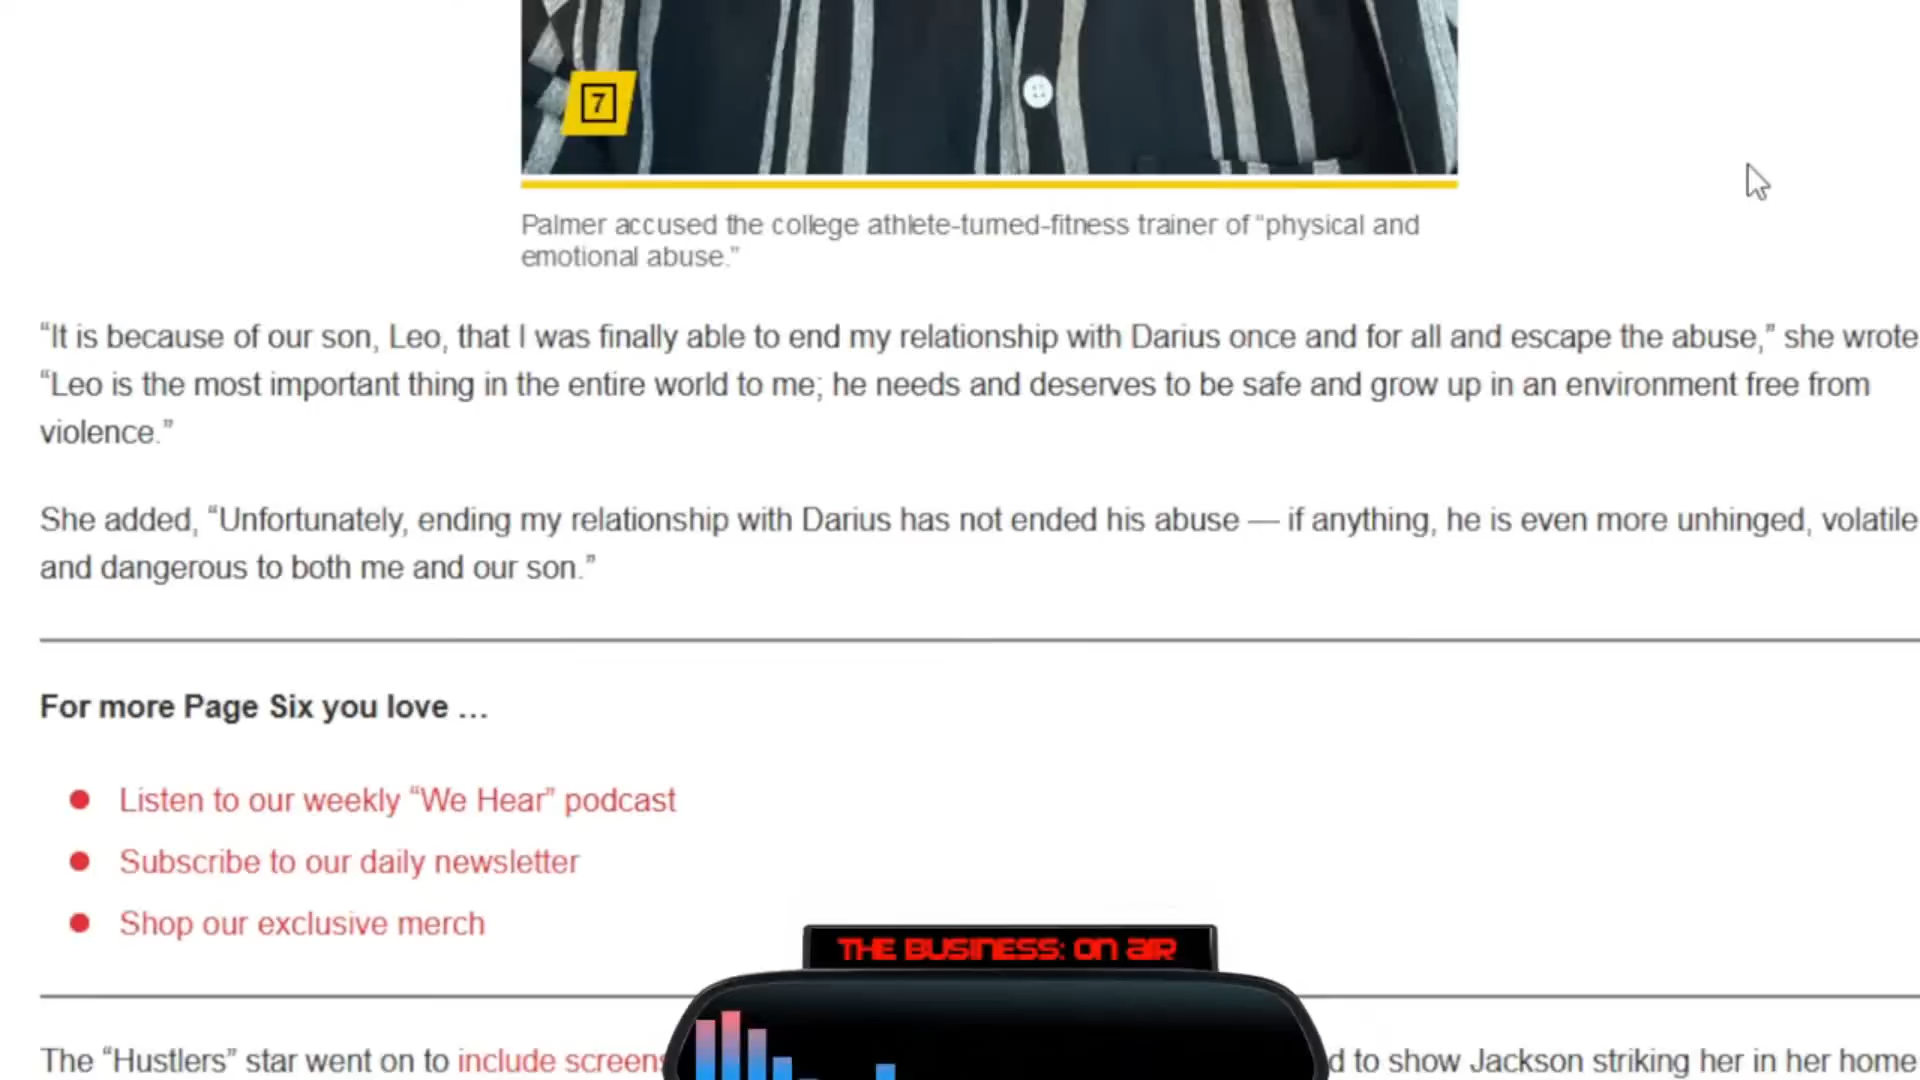 7
Palmer accused the college athlete-turned-fitness trainer of “physical and
emotional abuse.”
“It is because of our son, Leo, that I was finally able to end my relationship with Darius once and for all and escape the abuse,” she wrote
“Leo is the most important thing in the entire world to me; he needs and deserves to be safe and grow up in an environment free from
violence.”
She added, “Unfortunately, ending my relationship with Darius has not ended his abuse — if anything, he is even more unhinged, volatile
and dangerous to both me and our son.”
For more Page Six you love …
Listen to our weekly “We Hear” podcast
Subscribe to our daily newsletter
Shop our exclusive merch
THE BUSINESS: ON AIR
The “Hustlers” star went on to include to show Jackson striking her in her home